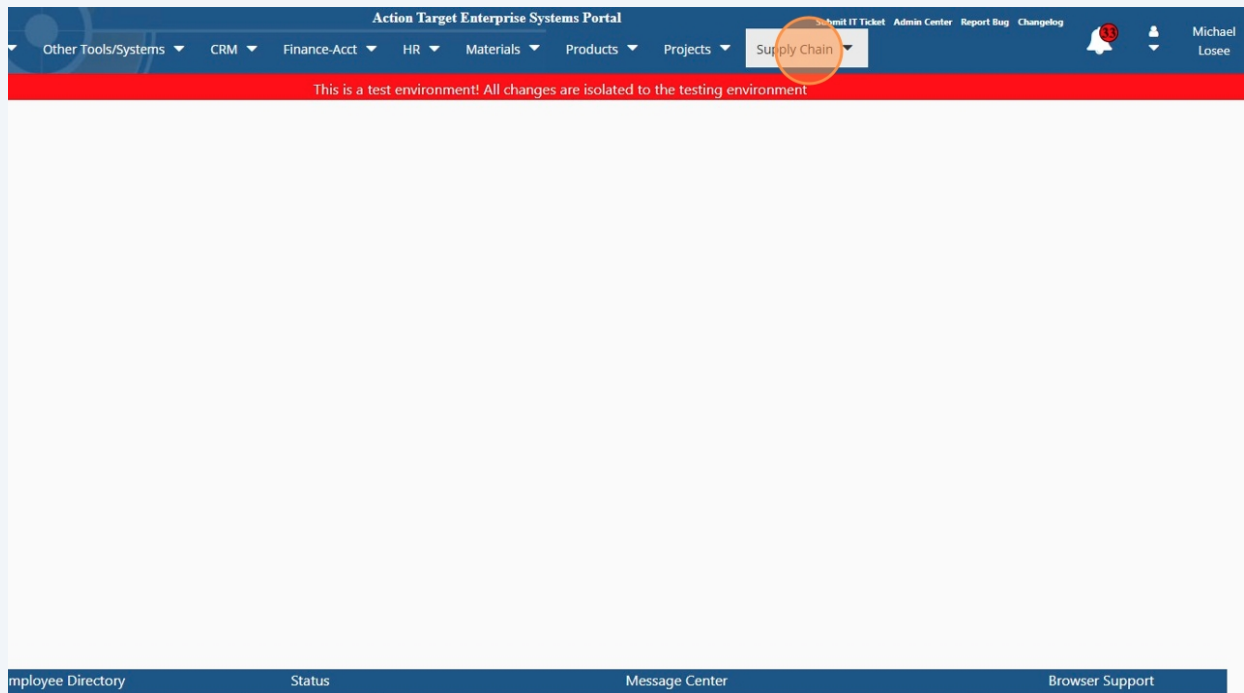 Action Target Enterprise Systems Portal
Submit IT Ticket Admin Center Report Bug Changelog
33
Michael Losee
Other Tools/Systems CRM Finance-Acct HR Materials Products Projects Supply Chain
This is a test environment! All changes are isolated to the testing environment
mployee Directory Status Message Center Browser Support